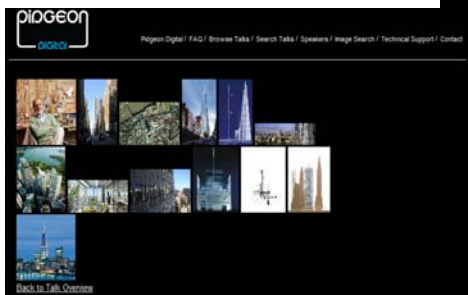 PIDGEON
DIGITAL
Pidgeon Digital / FAQ / Browse Talks / Search Talks / Speakers / Image Search / Technical Support / Contact
Back to Talk Overview